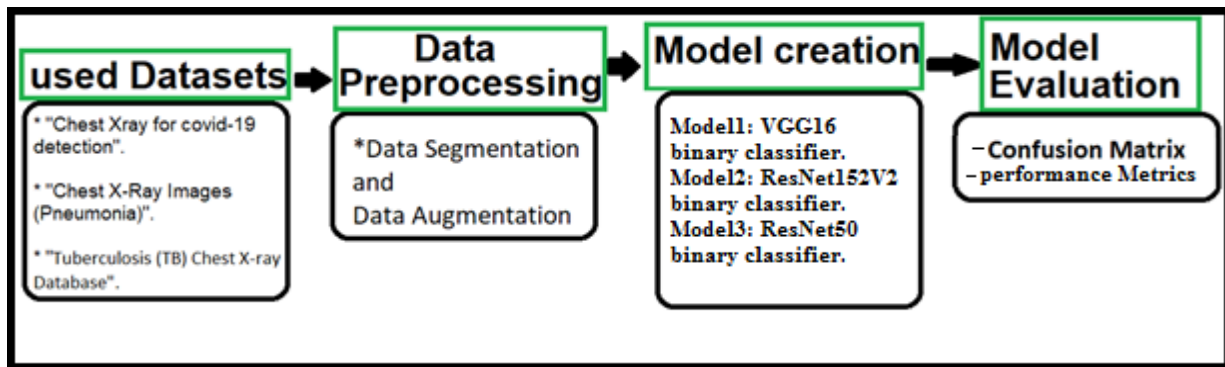 used Datasets
* "Chest Xray for covid-19
detection".
* "Chest X-Ray Images
(Pneumonia)".
* "Tuberculosis (TB) Chest X-ray
Database".
Data
Preprocessing
*Data Segmentation
and
Data Augmentation
Model creation
Model1: VGG16
binary classifier.
Model2: ResNet152V2
binary classifier.
Model3: ResNet50
binary classifier.
Model
Evaluation
–Confusion Matrix
–performance Metrics